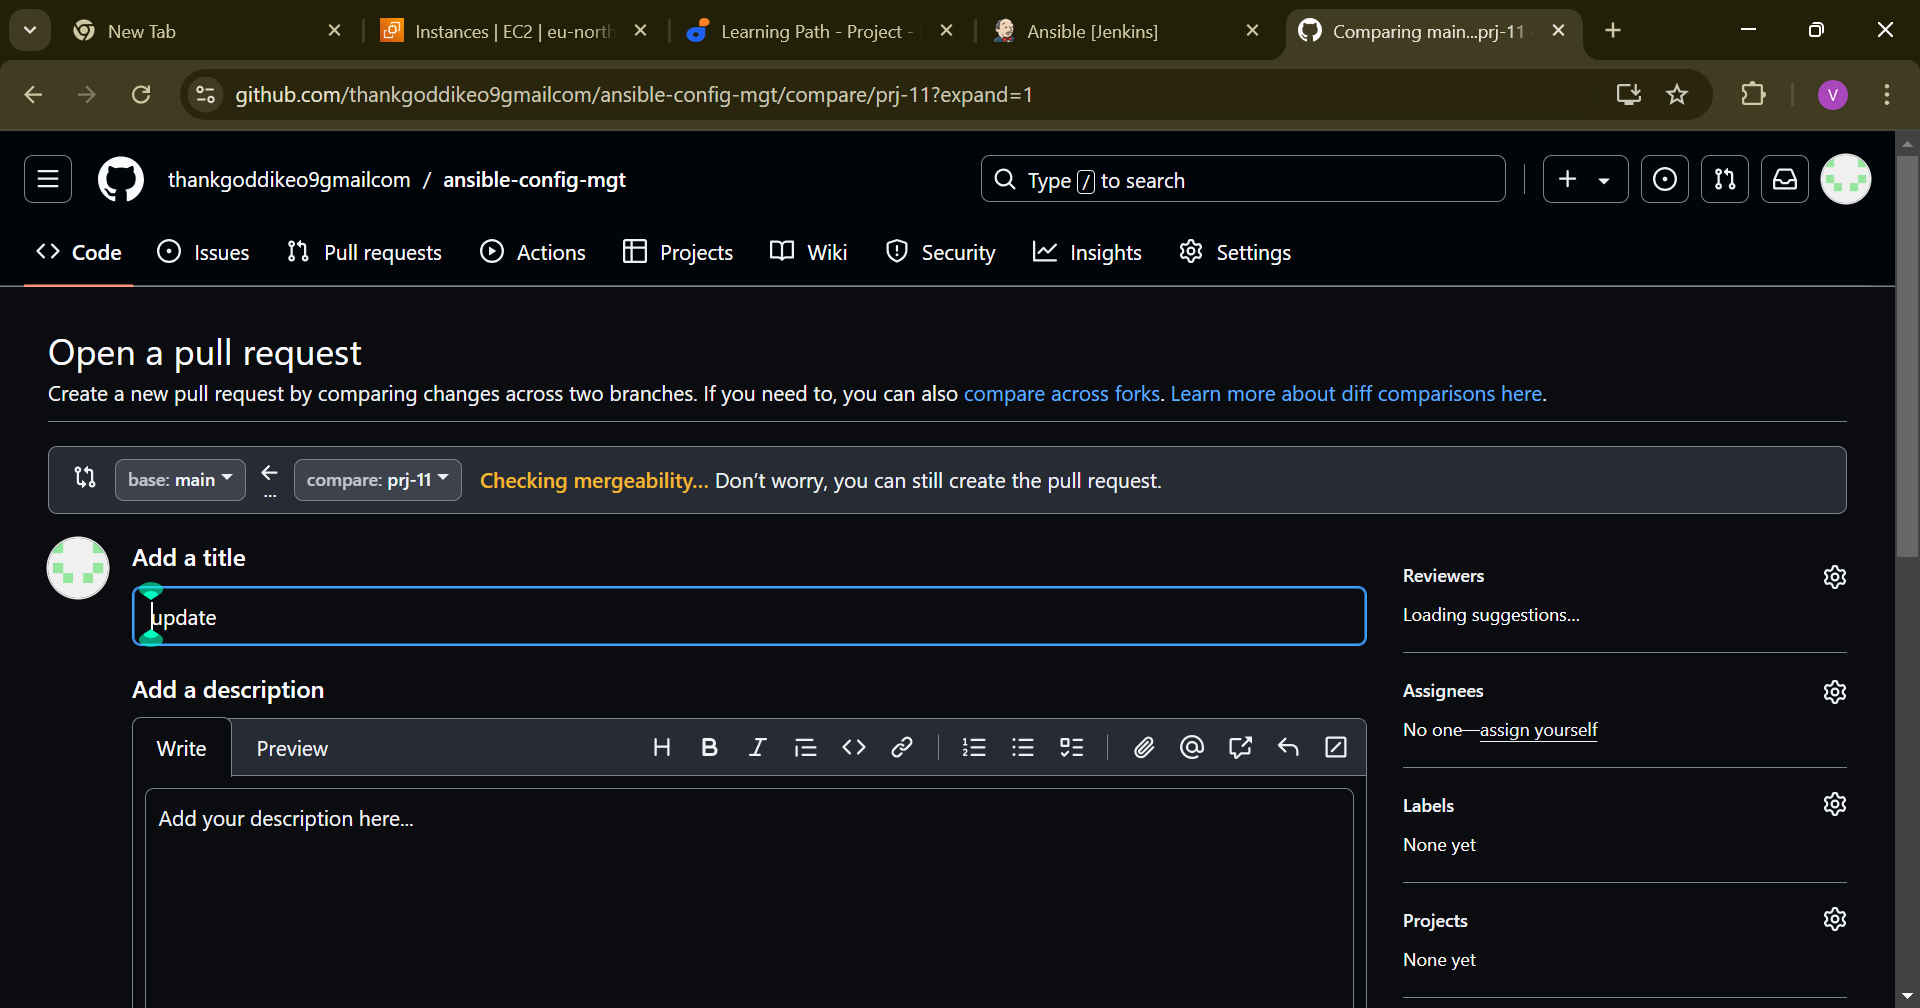 New Tab
Instances | EC2 | eu-north
Learning Path - Project -
Ansible [Jenkins]
Comparing main...prj-11
github.com/thankgoddikeo9gmailcom/ansible-config-mgt/compare/prj-11?expand=1
V
thankgoddikeo9gmailcom / ansible-config-mgt
Type / to search
Code
Issues
Pull requests
Actions
Projects
Wiki
Security
Insights
Settings
Open a pull request
Create a new pull request by comparing changes across two branches. If you need to, you can also compare across forks. Learn more about diff comparisons here.
base: main
...
compare: prj-11
Checking mergeability... Don’t worry, you can still create the pull request.
Add a title
update
Add a description
Write
Preview
Add your description here...
Reviewers
Loading suggestions...
Assignees
No one—assign yourself
Labels
None yet
Projects
None yet